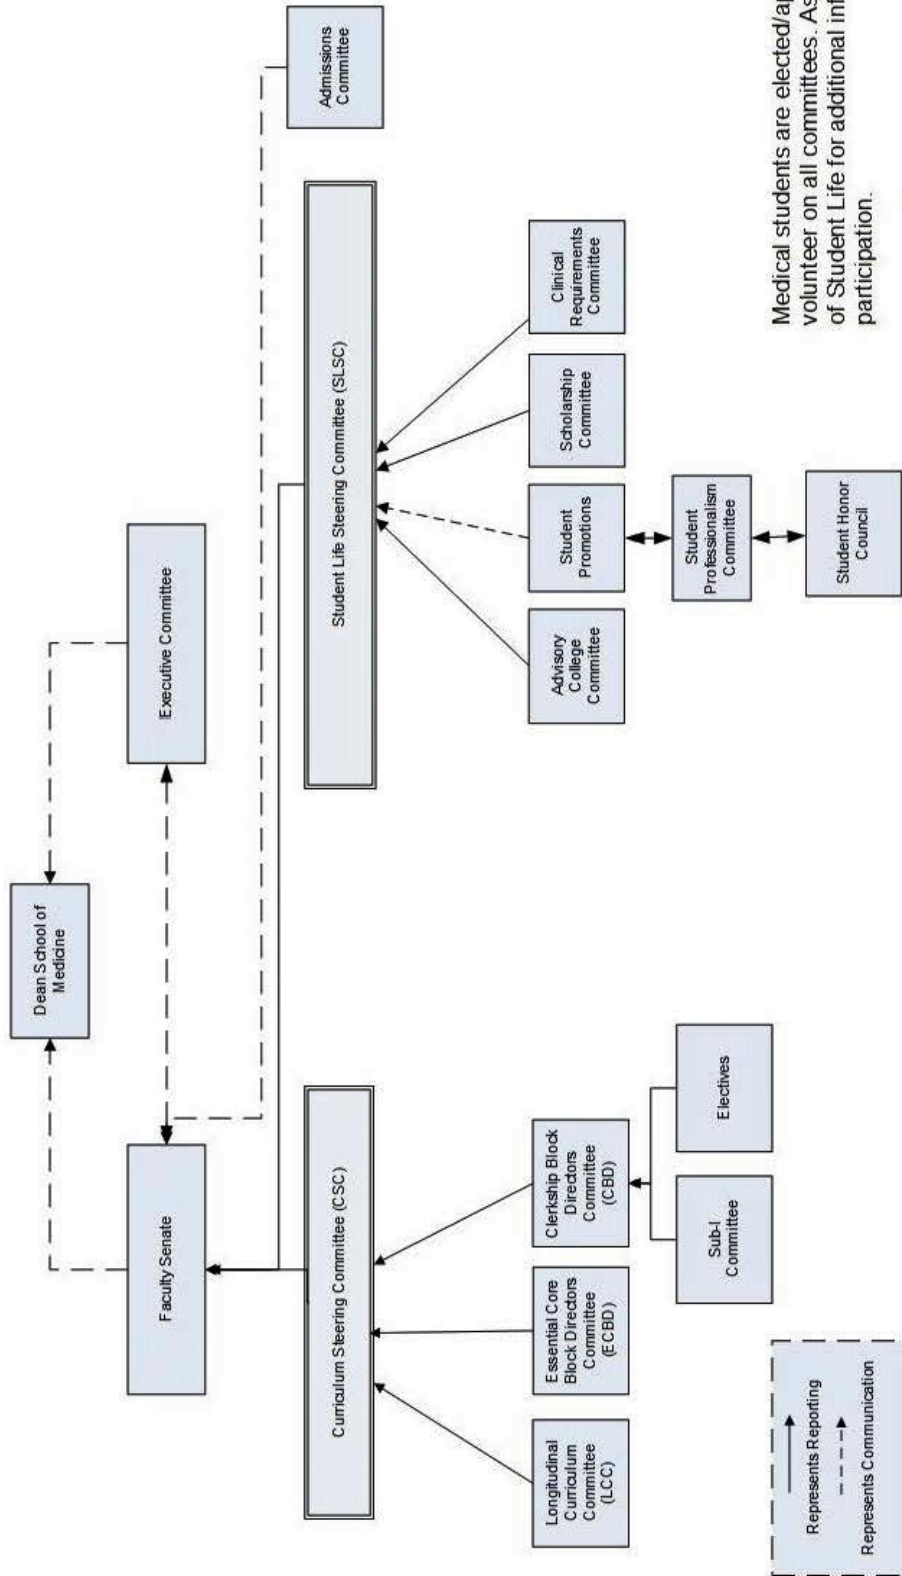 Dean School of
Medicine
Faculty Senate
Executive Committee
Admissions
Committee
Curriculum Steering Committee (CSC)
Student Life Steering Committee (SLSC)
Longitudinal
Curriculum
Committee
(LCC)
Essential Core
Block Directors
Committee
(ECBD)
Clerkship Block
Directors
Committee
(CBD)
Advisory
College
Committee
Student
Promotions
Scholarship
Committee
Clinical
Requirements
Committee
Sub-I
Committee
Electives
Student
Professionalism
Committee
Student Honor
Council
Represents Reporting
Represents Communication
Medical students are elected/
volunteer on all committees.
of Student Life for additional
participation.